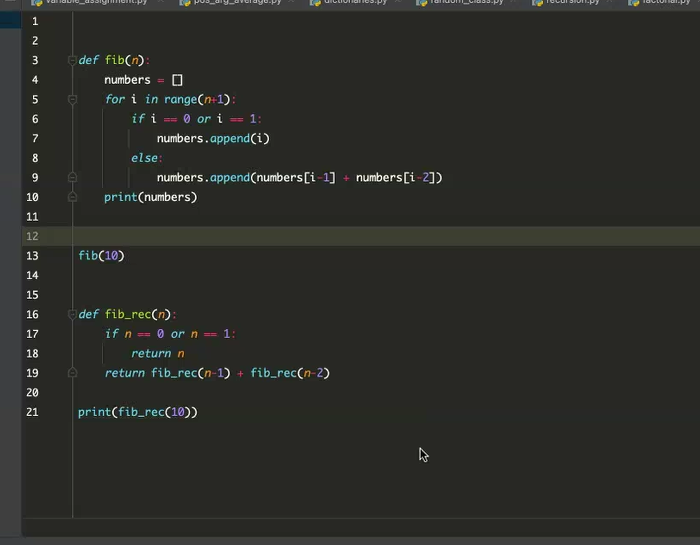 variable_assignment.py pos_arg_average.py dictionaries.py random_class.py recursion.py factorial.py
1
2
3 def fib(n):
4 numbers = []
5 for i in range(n+1):
6 if i == 0 or i == 1:
7 numbers.append(i)
8 else:
9 numbers.append(numbers[i-1] + numbers[i-2])
10 print(numbers)
11
12
13 fib(10)
14
15
16 def fib_rec(n):
17 if n == 0 or n == 1:
18 return n
19 return fib_rec(n-1) + fib_rec(n-2)
20
21 print(fib_rec(10))